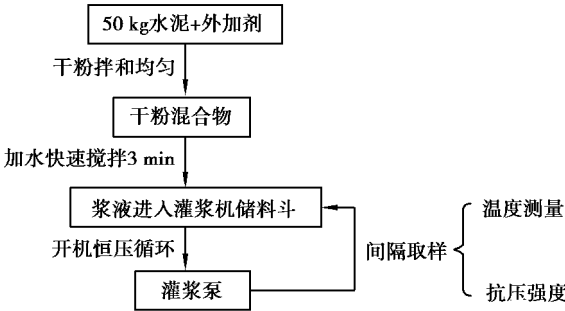 50 kg水泥+外加剂
干粉拌和均匀
干粉混合物
加水快速搅拌3 min
浆液进入灌浆机储料斗
开机恒压循环
灌浆泵
间隔取样
温度测量
抗压强度